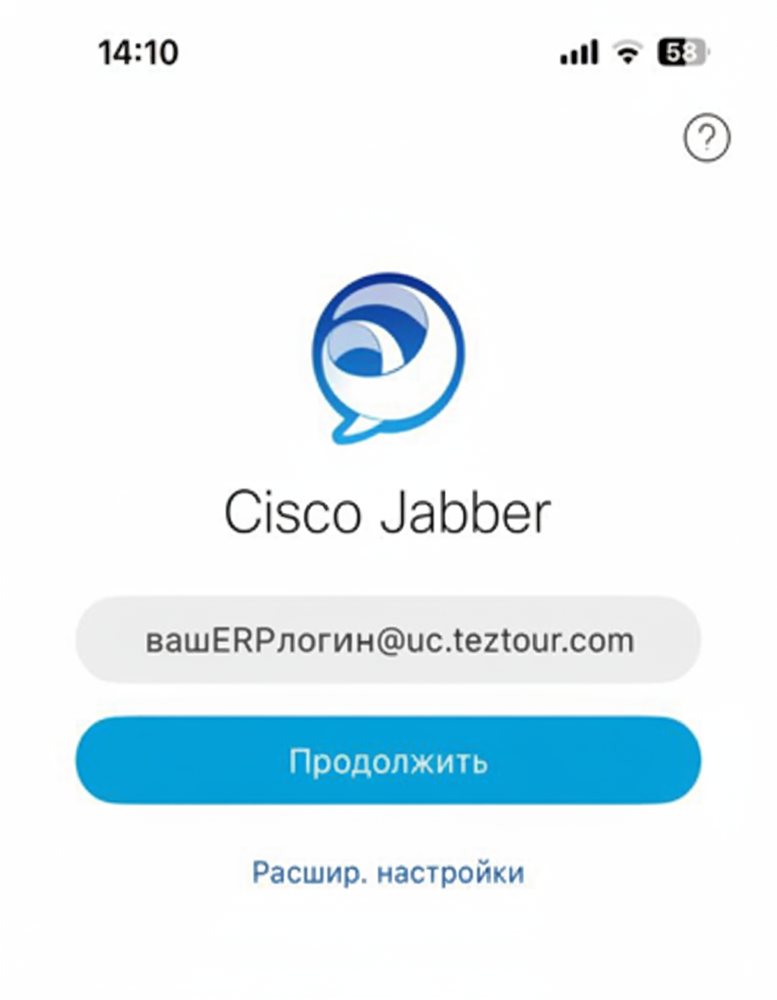 14:10
58
?
Cisco Jabber
вашERPлогин@uc.teztour.com
Продолжить
Расшир. настройки